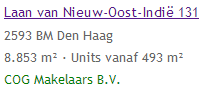 Laan van Nieuw-Oost-Indië 131
2593 BM Den Haag
8.853 m² · Units vanaf 493 m²
COG Makelaars B.V.